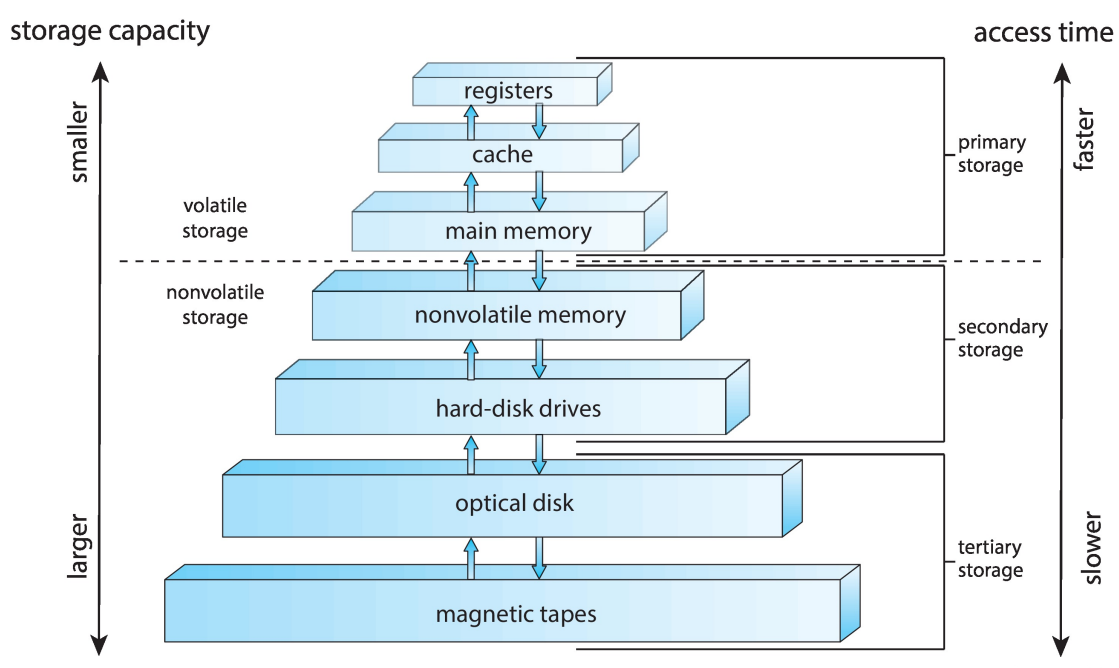 storage capacity
access time
smaller
faster
registers
cache
primary
storage
volatile
storage
main memory
nonvolatile
storage
nonvolatile memory
secondary
storage
hard-disk drives
optical disk
larger
slower
tertiary
storage
magnetic tapes